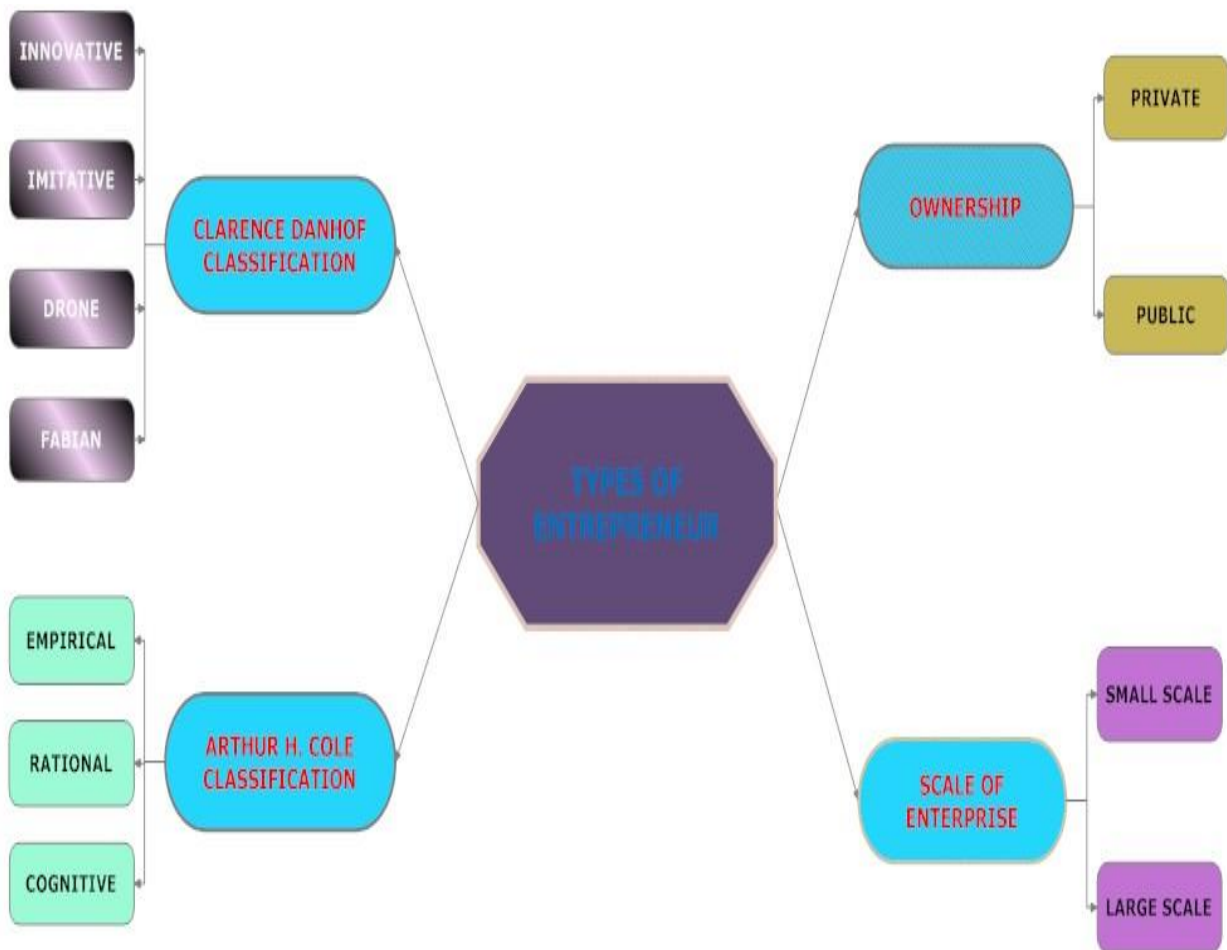 INNOVATIVE
IMITATIVE
DRONE
FABIAN
CLARENCE DANHOF
CLASSIFICATION
EMPIRICAL
RATIONAL
COGNITIVE
ARTHUR H. COLE
CLASSIFICATION
TYPES OF
ENTREPRENEUR
OWNERSHIP
PRIVATE
PUBLIC
SCALE OF
ENTERPRISE
SMALL SCALE
LARGE SCALE